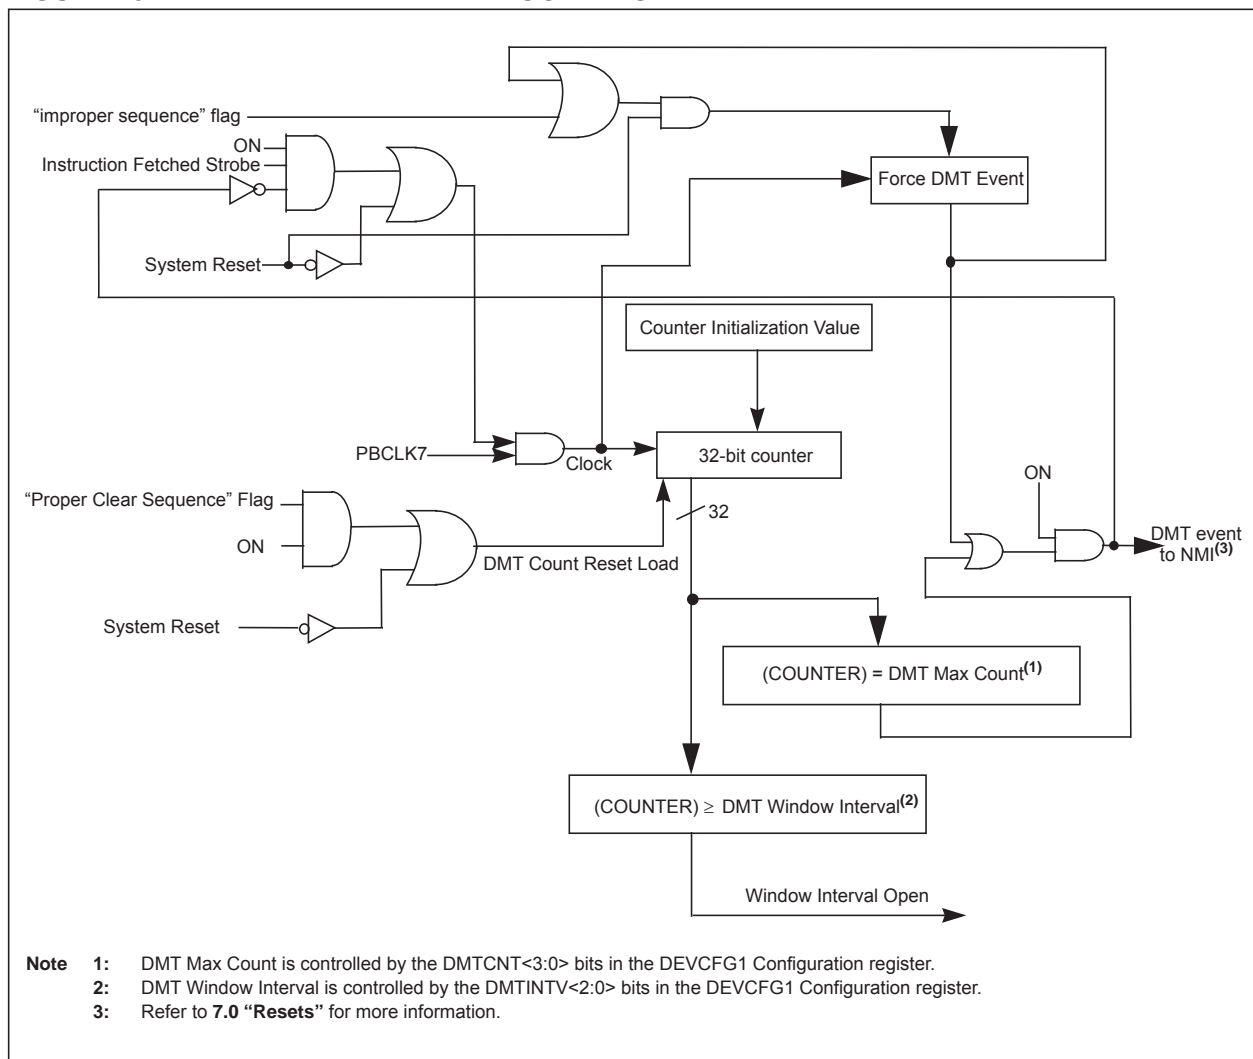 “improper sequence” flag
ON
Instruction Fetched Strobe
Force DMT Event
System Reset
Counter Initialization Value
PBCLK7
Clock
32-bit counter
“Proper Clear Sequence” Flag
32
ON
ON
DMT event
to NMI(3)
DMT Count Reset Load
System Reset
(COUNTER) = DMT Max Count(1)
(COUNTER) ≥ DMT Window Interval(2)
Window Interval Open
Note 1: DMT Max Count is controlled by the DMTCNT<3:0> bits in the DEVCFG1 Configuration register.
2: DMT Window Interval is controlled by the DMTINTV<2:0> bits in the DEVCFG1 Configuration register.
3: Refer to 7.0 “Resets” for more information.